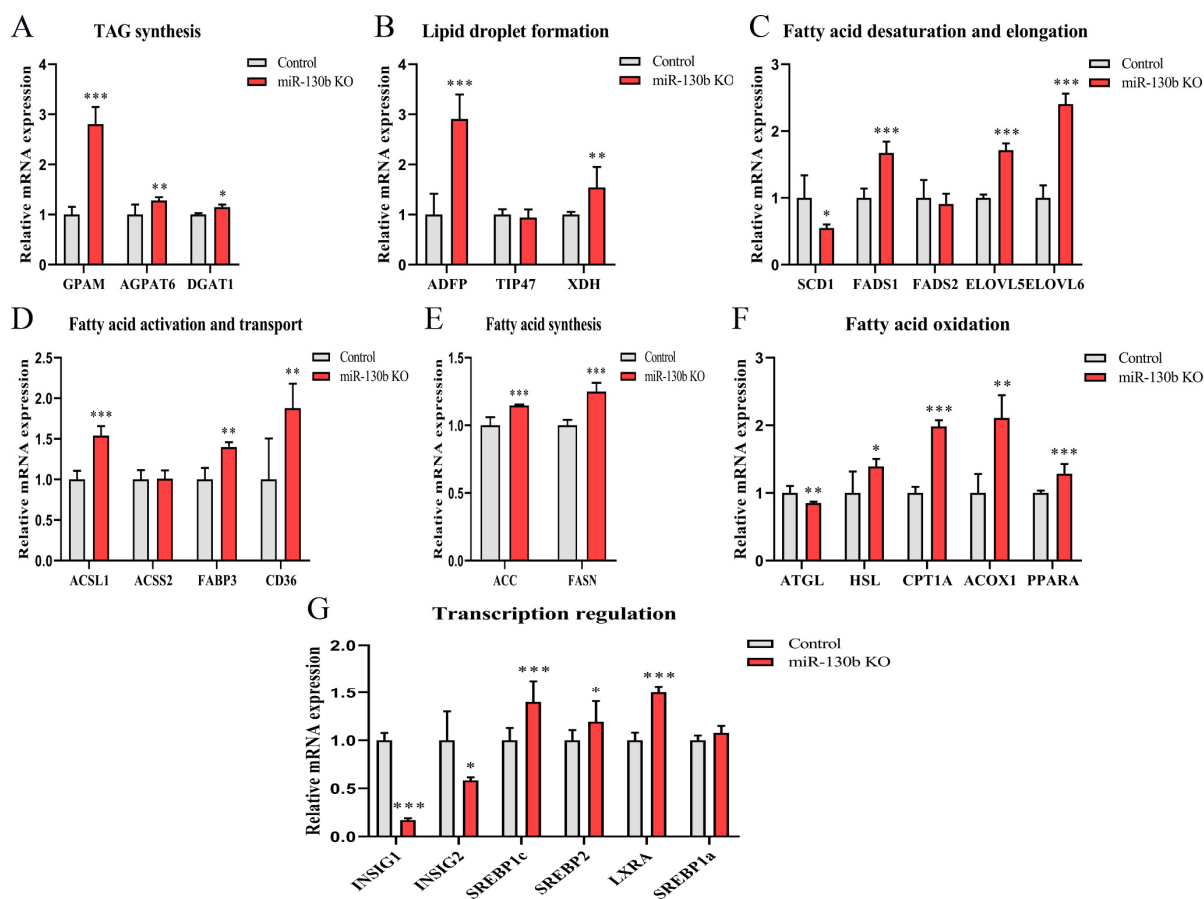 A
TAG synthesis
Relative mRNA expression
4
3
2
1
0
***
**
*
GPAM AGPAT6 DGAT1
Control
miR-130b KO
B
Lipid droplet formation
Relative mRNA expression
4
3
2
1
0
***
**
ADFP TIP47 XDH
Control
miR-130b KO
C
Fatty acid desaturation and elongation
Relative mRNA expression
3
2
1
0
*
***
***
***
SCD1 FADS1 FADS2 ELOVL5 ELOVL6
Control
miR-130b KO
D
Fatty acid activation and transport
Relative mRNA expression
2.5
2.0
1.5
1.0
0.5
0.0
***
**
**
ACSL1 ACSS2 FABP3 CD36
Control
miR-130b KO
E
Fatty acid synthesis
Relative mRNA expression
1.5
1.0
0.5
0.0
***
***
ACC FASN
Control
miR-130b KO
F
Fatty acid oxidation
Relative mRNA expression
3
2
1
0
**
*
***
**
***
ATGL HSL CPT1A ACOX1 PPARA
Control
miR-130b KO
G
Transcription regulation
Relative mRNA expression
2.0
1.5
1.0
0.5
0.0
***
*
***
*
***
INSIG1 INSIG2 SREBP1c SREBP2 LXRA SREBP1a
Control
miR-130b KO